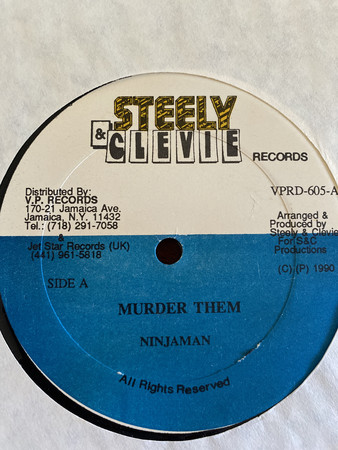 STEELY
& CLEVIE
RECORDS
Distributed By:
V.P. RECORDS
170-21 Jamaica Ave.
Jamaica, N.Y. 11432
Tel.: (718) 291-7058
&
Jet Star Records (UK)
(441) 961-5818
VPRD-605-A
Arranged &
Produced by
Steely & Clevie
For S&C
Productions
(C) (P) 1990
SIDE A
MURDER THEM
NINJAMAN
All Rights Reserved